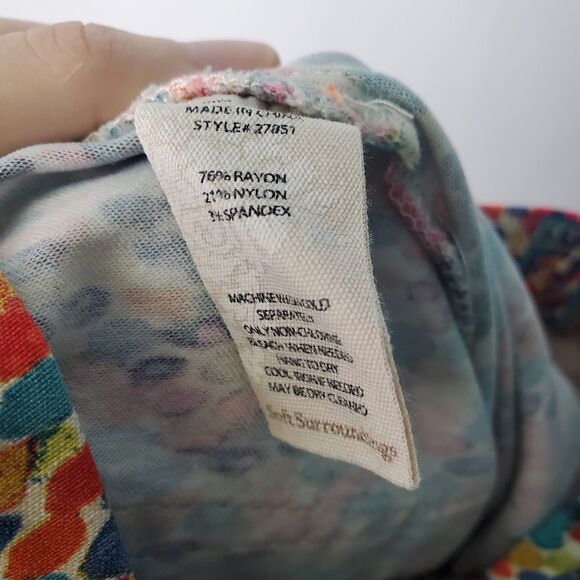 MADE IN CHINA
STYLE# 27851
76% RAYON
21% NYLON
3% SPANDEX
MACHINE WASH COLD
SEPARATELY
ONLY NON-CHLORINE
BLEACH WHEN NEEDED
HANG TO DRY
COOL IRON IF NEEDED
MAY BE DRY CLEANED
Soft Surroundings